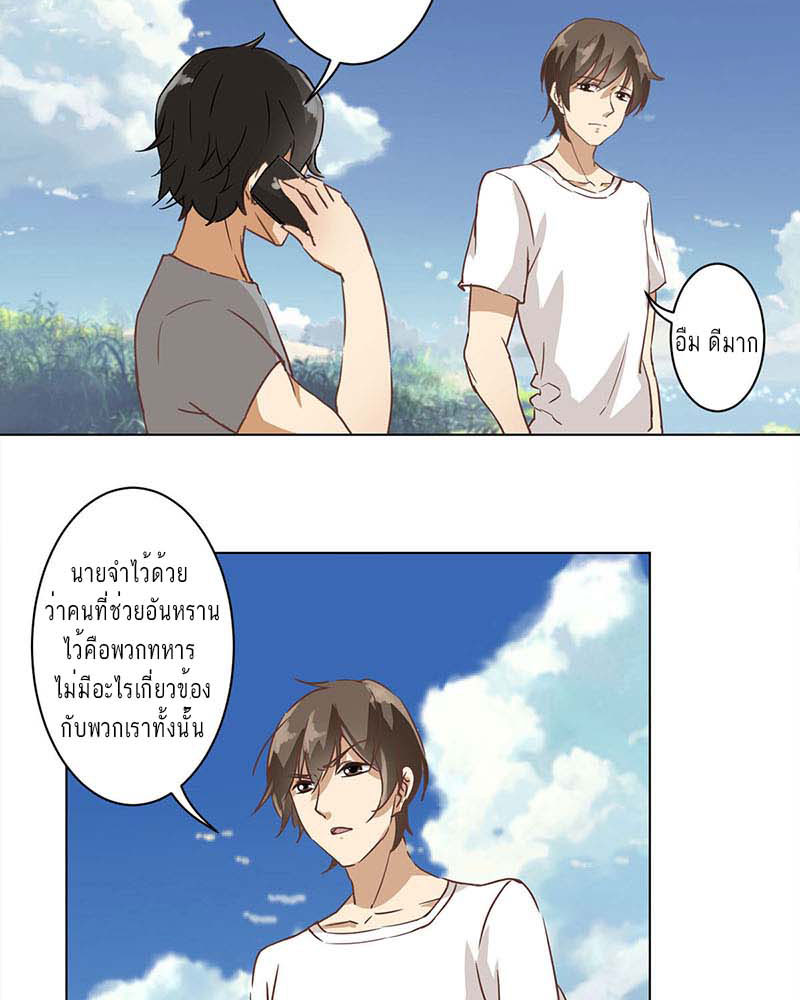 อืม ดีมาก
นายจำไว้ด้วย
ว่าคนที่ช่วยอันหราน
ไว้คือพวกทหาร
ไม่มีอะไรเกี่ยวข้อง
กับพวกเราทั้งนั้น